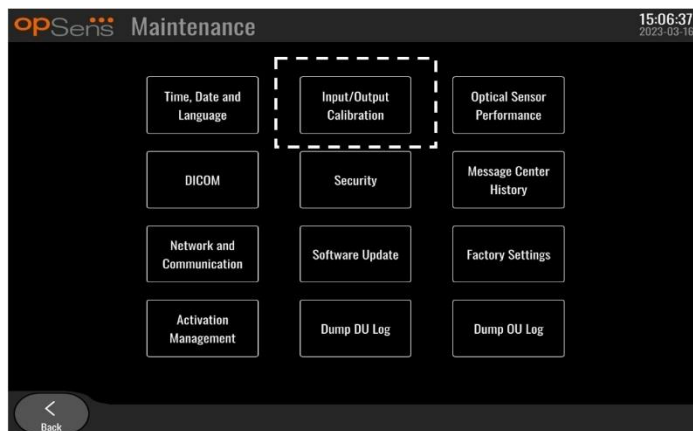 opSens Maintenance
15:06:37
2023-03-16
Time, Date and
Language
Input/Output
Calibration
Optical Sensor
Performance
DICOM
Security
Message Center
History
Network and
Communication
Software Update
Factory Settings
Activation
Management
Dump DU Log
Dump OU Log
Back